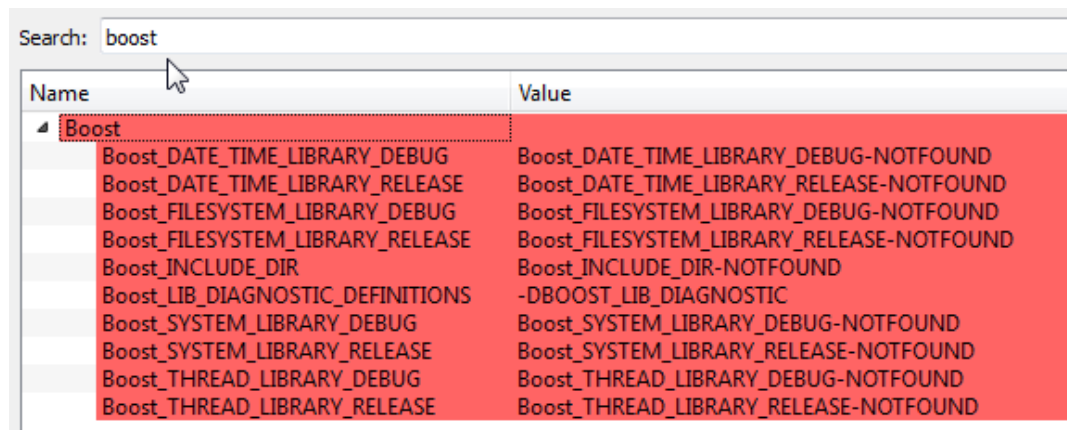 Search: boost
Name Value
Boost
Boost_DATE_TIME_LIBRARY_DEBUG Boost_DATE_TIME_LIBRARY_DEBUG-NOTFOUND
Boost_DATE_TIME_LIBRARY_RELEASE Boost_DATE_TIME_LIBRARY_RELEASE-NOTFOUND
Boost_FILESYSTEM_LIBRARY_DEBUG Boost_FILESYSTEM_LIBRARY_DEBUG-NOTFOUND
Boost_FILESYSTEM_LIBRARY_RELEASE Boost_FILESYSTEM_LIBRARY_RELEASE-NOTFOUND
Boost_INCLUDE_DIR Boost_INCLUDE_DIR-NOTFOUND
Boost_LIB_DIAGNOSTIC_DEFINITIONS -DBOOST_LIB_DIAGNOSTIC
Boost_SYSTEM_LIBRARY_DEBUG Boost_SYSTEM_LIBRARY_DEBUG-NOTFOUND
Boost_SYSTEM_LIBRARY_RELEASE Boost_SYSTEM_LIBRARY_RELEASE-NOTFOUND
Boost_THREAD_LIBRARY_DEBUG Boost_THREAD_LIBRARY_DEBUG-NOTFOUND
Boost_THREAD_LIBRARY_RELEASE Boost_THREAD_LIBRARY_RELEASE-NOTFOUND